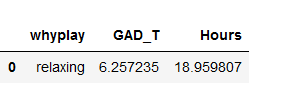 whyplay GAD_T Hours
0 relaxing 6.257235 18.959807